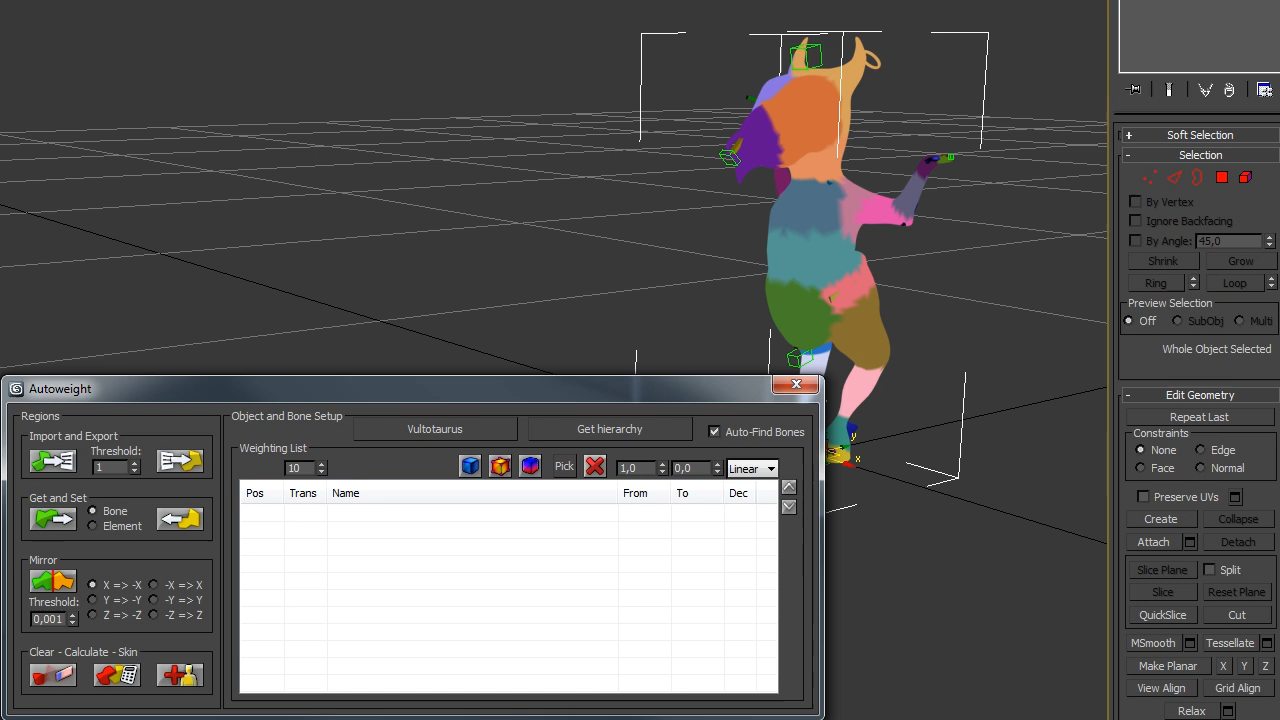 + Soft Selection
- Selection
By Vertex
Ignore Backfacing
By Angle: 45,0
Shrink Grow
Ring Loop
Preview Selection
Off SubObj Multi
Whole Object Selected
- Edit Geometry
Repeat Last
Constraints
None Edge
Face Normal
Preserve UVs
Create Collapse
Attach Detach
Slice Plane Split
Slice Reset Plane
QuickSlice Cut
MSmooth Tessellate
Make Planar X Y Z
View Align Grid Align
Relax
y
x
Autoweight
Regions
Import and Export
Threshold:
1
Get and Set
Bone
Element
Mirror
X => -X -X => X
Threshold: Y => -Y -Y => Y
0,001 Z => -Z -Z => Z
Clear - Calculate - Skin
Object and Bone Setup
Vultotaurus Get hierarchy Auto-Find Bones
Weighting List
10 Pick 1,0 0,0 Linear
Pos Trans Name From To Dec